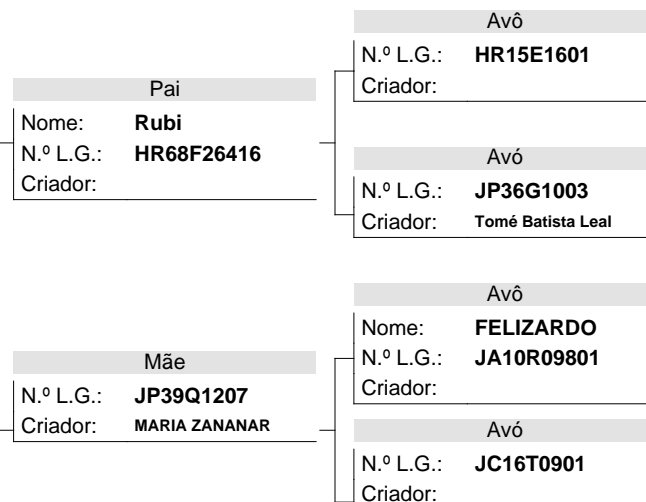 Avô
N.º L.G.: HR15E1601
Criador:
Pai
Nome: Rubi
N.º L.G.: HR68F26416
Criador:
Avó
N.º L.G.: JP36G1003
Criador: Tomé Batista Leal
Avô
Nome: FELIZARDO
N.º L.G.: JA10R09801
Criador:
Mãe
N.º L.G.: JP39Q1207
Criador: MARIA ZANANAR
Avó
N.º L.G.: JC16T0901
Criador: